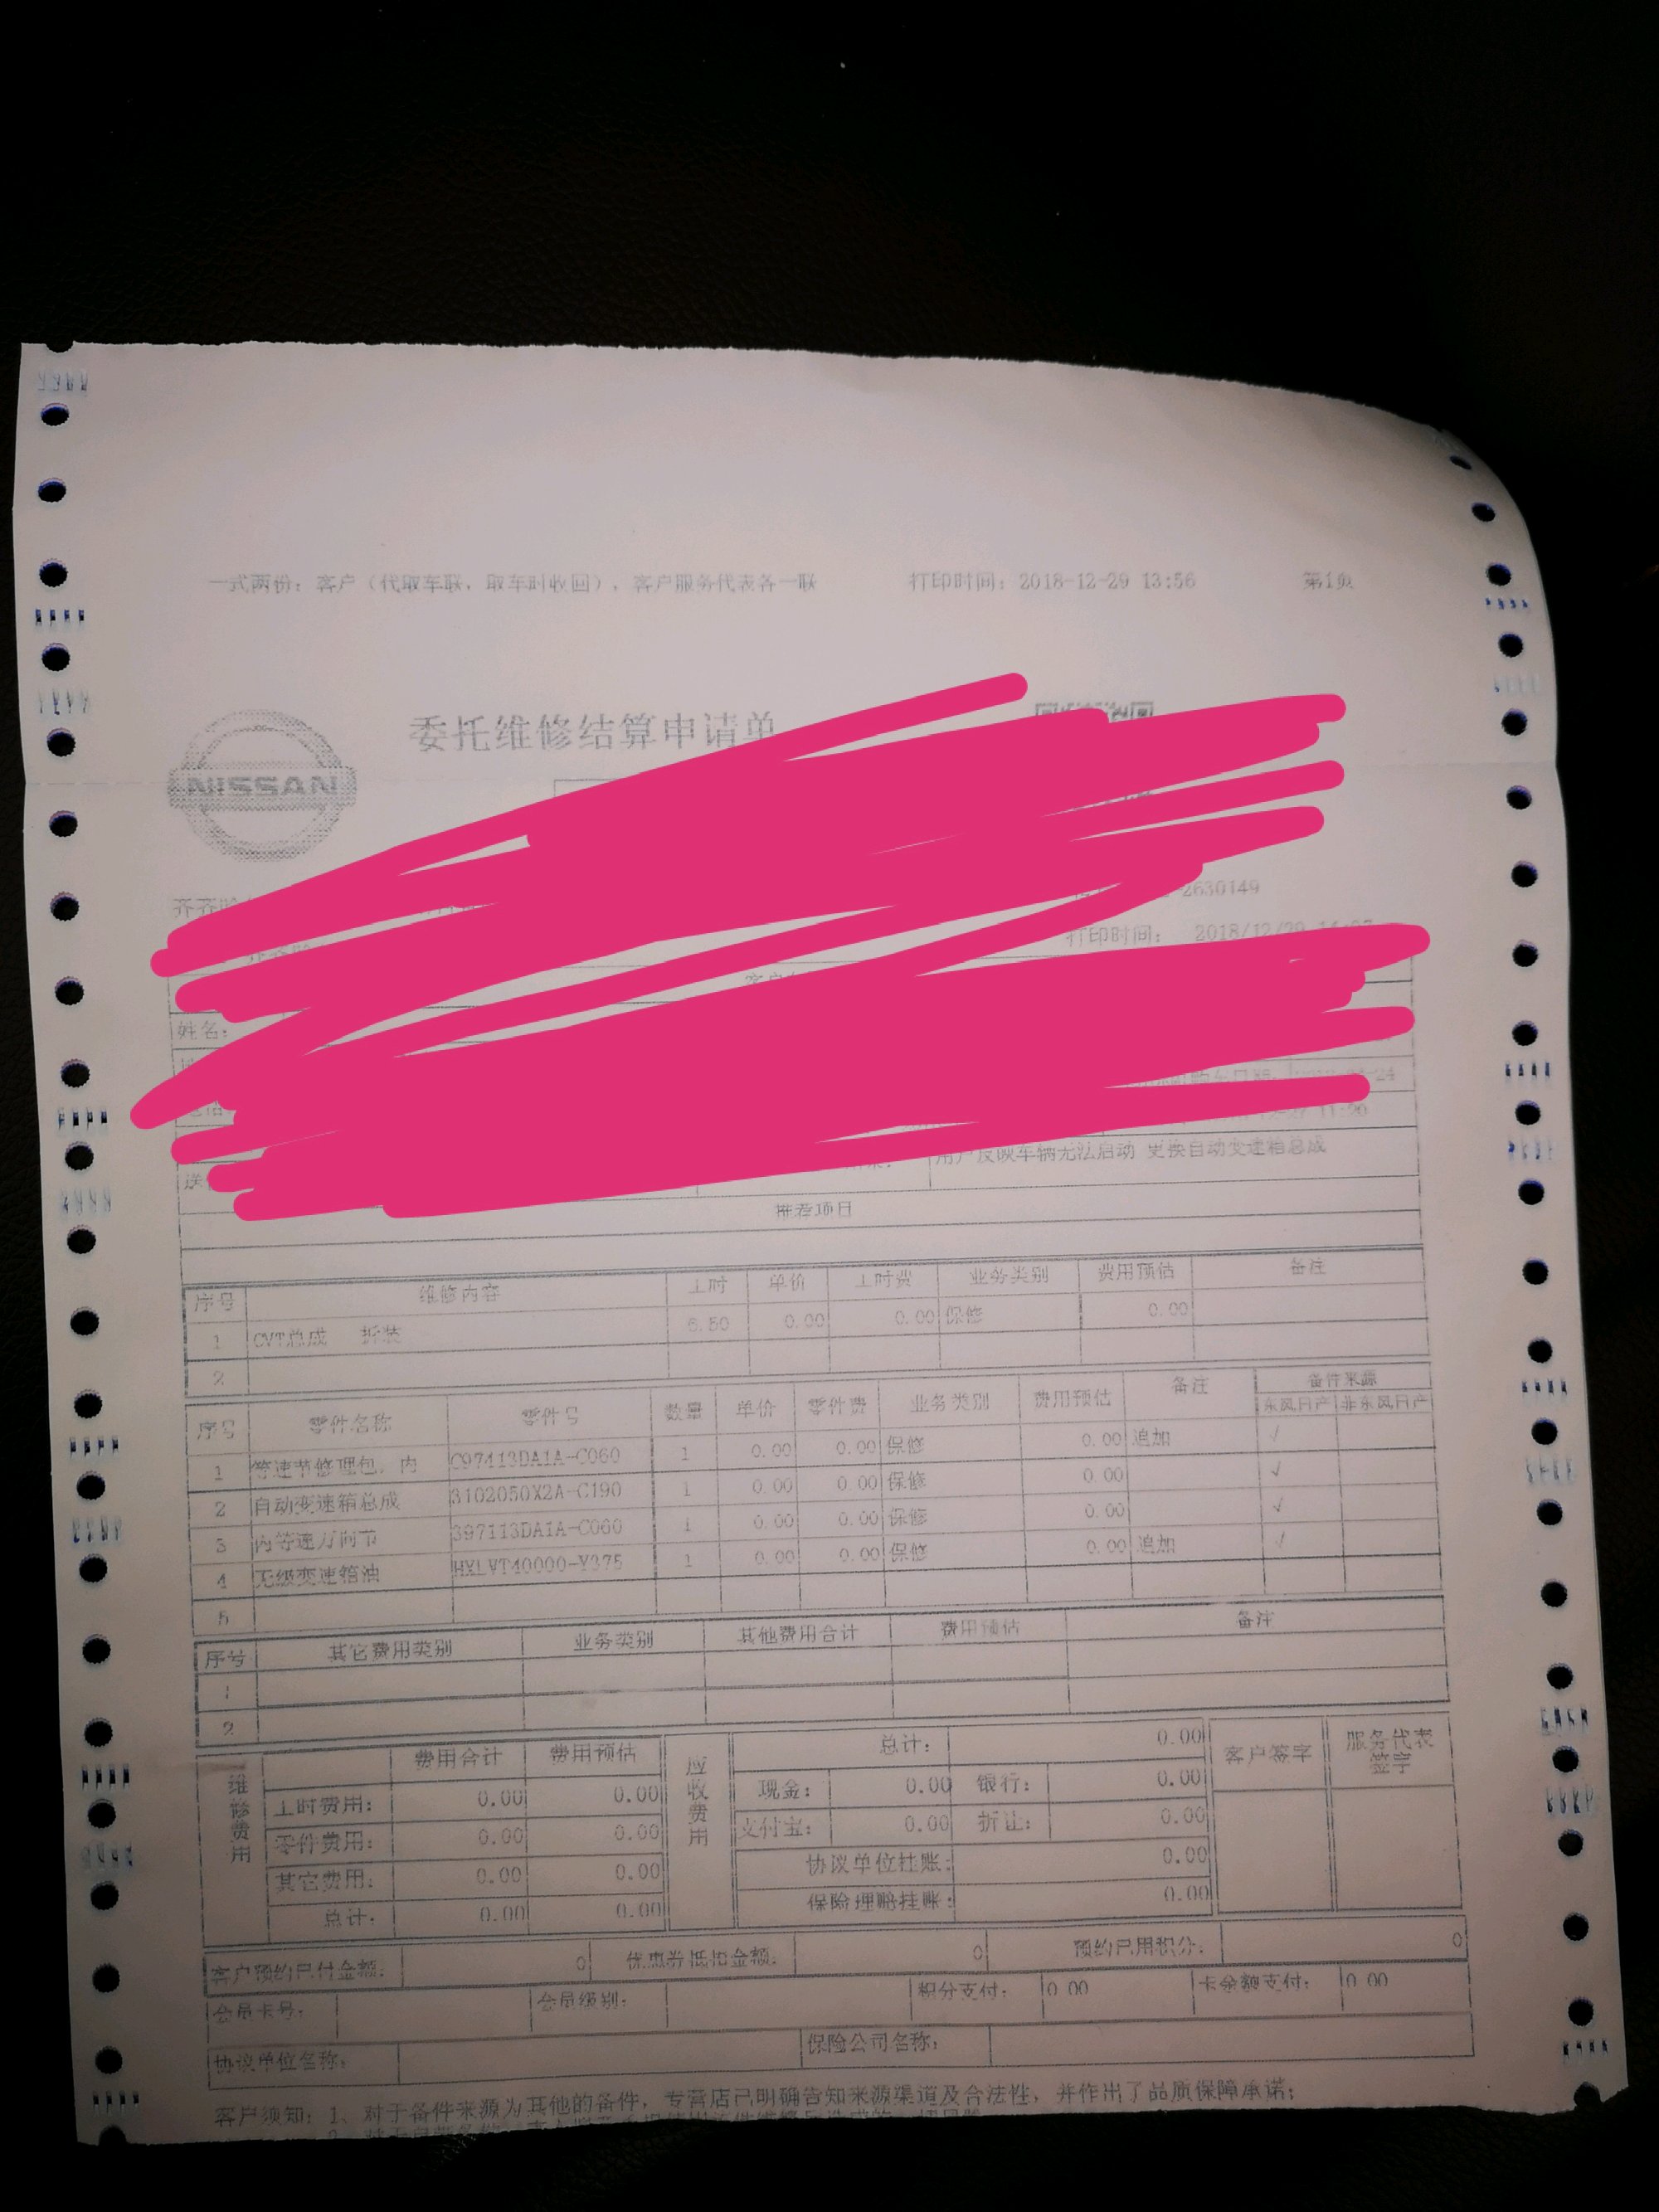 一式两份：客户（代取车联，取车时收回），客户服务代表各一联 打印时间：2018-12-29 13:56 第1页
委托维修结算申请单
NISSAN
齐齐
2630149
打印时间： 2018/12/29
姓名：
用户反映车辆无法启动 更换自动变速箱总成
推荐项目
序号 维修内容 工时 单价 工时费 业务类别 费用预估 备注
1 CVT总成 拆装 6.50 0.00 0.00 保修 0.00
2
序号 零件名称 零件号 数量 单价 零件费 业务类别 费用预估 备注 备件来源
东风日产 非东风日产
1 等速节修理包，内 C97413DA1A-C060 1 0.00 0.00 保修 0.00 追加 √
2 自动变速箱总成 3102050X2A-C190 1 0.00 0.00 保修 0.00 √
3 内等速万向节 397113DA1A-C060 1 0.00 0.00 保修 0.00 √
4 无级变速箱油 1 0.00 0.00 保修 0.00 追加 √
5
序号 其它费用类别 业务类别 其他费用合计 费用预估 备注
1
2
维修费用 费用合计 费用预估 应收费用 总计： 0.00 客户签字 服务代表签字
工时费用： 0.00 0.00 现金： 0.00 银行： 0.00
零件费用： 0.00 0.00 支付宝： 0.00 折让： 0.00
其它费用： 0.00 0.00 协议单位挂账： 0.00
总计： 0.00 0.00 保险理赔挂账： 0.00
客户预约已付金额： 0 优惠券抵扣金额： 0 预约已用积分： 0
会员卡号： 会员级别： 积分支付： 0.00 卡余额支付： 0.00
协议单位名称： 保险公司名称：
客户须知：1、对于备件来源为其他的备件，专营店已明确告知来源渠道及合法性，并作出了品质保障承诺；